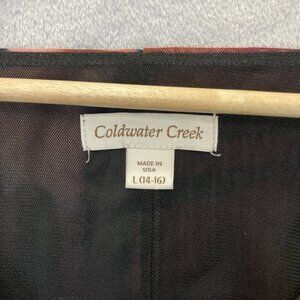 Coldwater Creek
MADE IN
USA
L (14-16)